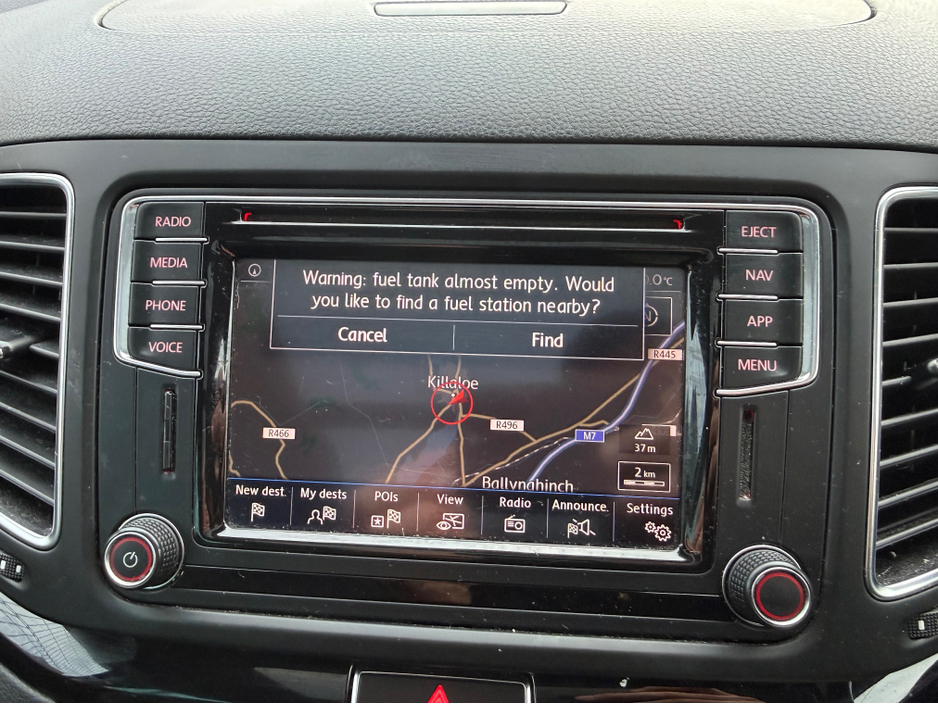 RADIO
MEDIA
PHONE
VOICE
EJECT
NAV
APP
MENU
Warning: fuel tank almost empty. Would
you like to find a fuel station nearby?
Cancel
Find
.0°C
N
R445
Killaloe
R466
R496
M7
37 m
2 km
Ballynahinch
New dest.
My dests
POIs
View
Radio
Announce.
Settings